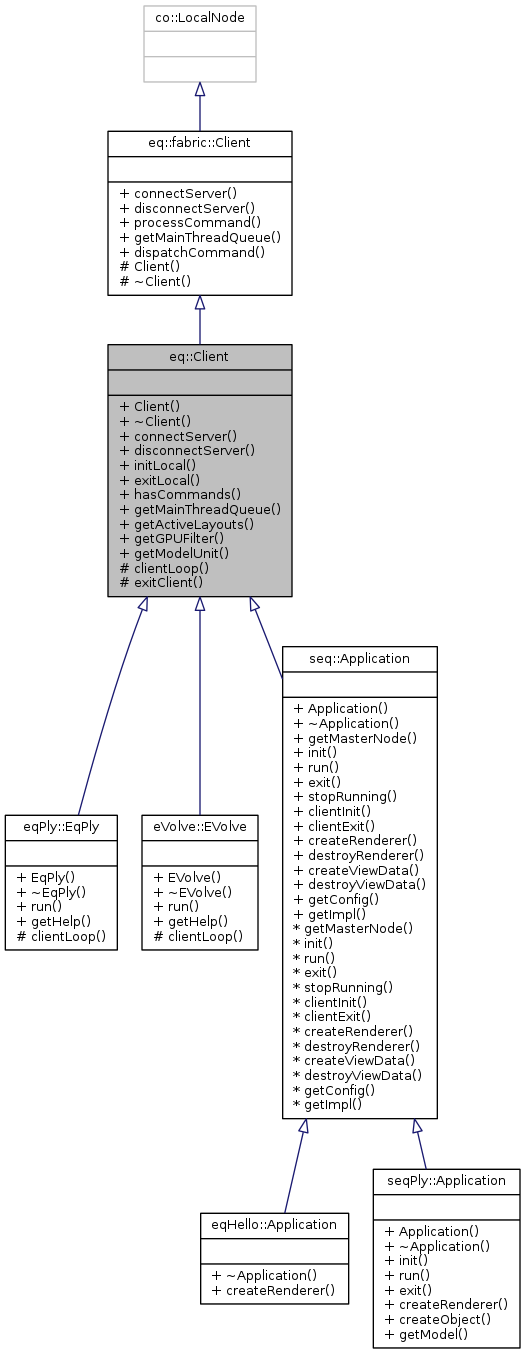 co::LocalNode
eq::fabric::Client
+ connectServer()
+ disconnectServer()
+ processCommand()
+ getMainThreadQueue()
+ dispatchCommand()
# Client()
# ~Client()
eq::Client
+ Client()
+ ~Client()
+ connectServer()
+ disconnectServer()
+ initLocal()
+ exitLocal()
+ hasCommands()
+ getMainThreadQueue()
+ getActiveLayouts()
+ getGPUFilter()
+ getModelUnit()
# clientLoop()
# exitClient()
eqPly::EqPly
+ EqPly()
+ ~EqPly()
+ run()
+ getHelp()
# clientLoop()
eVolve::EVolve
+ EVolve()
+ ~EVolve()
+ run()
+ getHelp()
# clientLoop()
seq::Application
+ Application()
+ ~Application()
+ getMasterNode()
+ init()
+ run()
+ exit()
+ stopRunning()
+ clientInit()
+ clientExit()
+ createRenderer()
+ destroyRenderer()
+ createViewData()
+ destroyViewData()
+ getConfig()
+ getImpl()
* getMasterNode()
* init()
* run()
* exit()
* stopRunning()
* clientInit()
* clientExit()
* createRenderer()
* destroyRenderer()
* createViewData()
* destroyViewData()
* getConfig()
* getImpl()
eqHello::Application
+ ~Application()
+ createRenderer()
seqPly::Application
+ Application()
+ ~Application()
+ init()
+ run()
+ exit()
+ createRenderer()
+ createObject()
+ getModel()